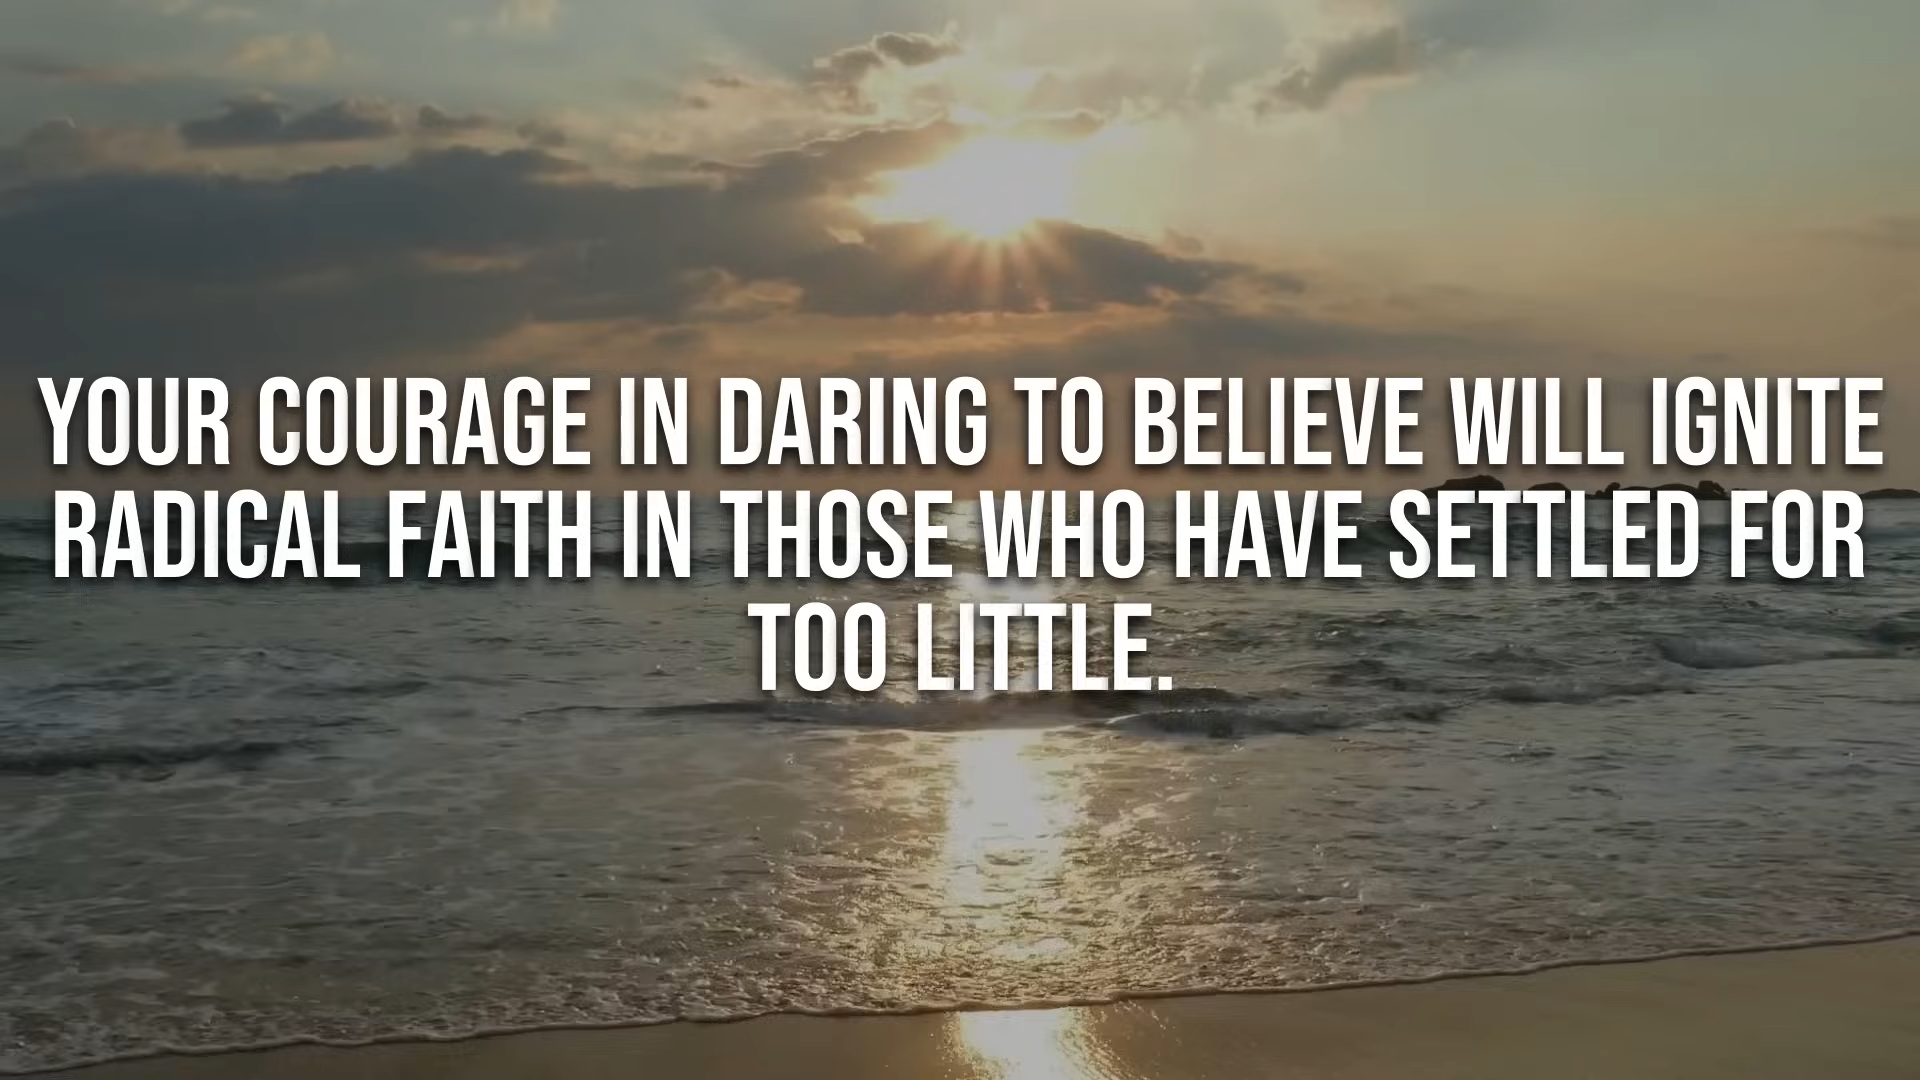 YOUR COURAGE IN DARING TO BELIEVE WILL IGNITE
RADICAL FAITH IN THOSE WHO HAVE SETTLED FOR
TOO LITTLE.